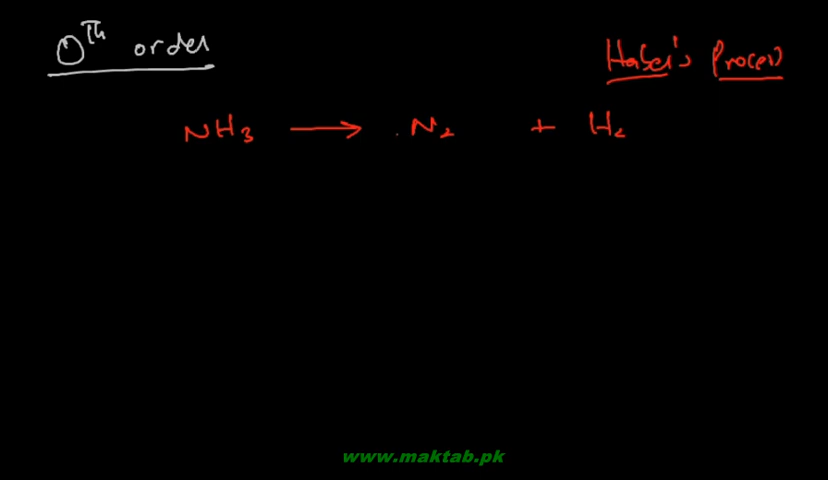 0Th order
Haber's Process
NH3 → N2 + H2
www.maktab.pk